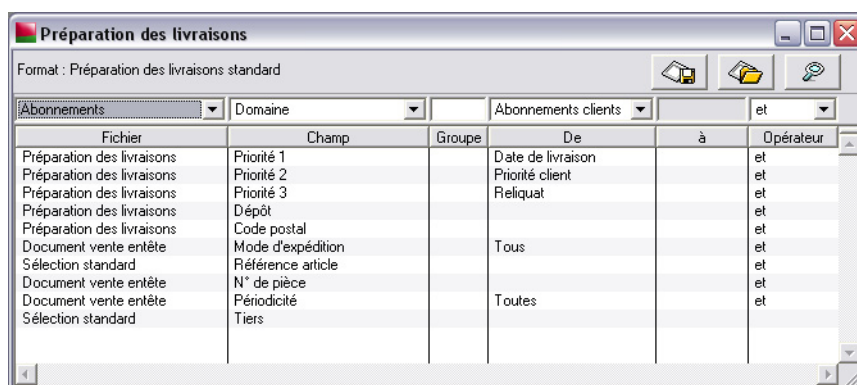 Préparation des livraisons
Format : Préparation des livraisons standard
Abonnements Domaine Abonnements clients et
Fichier Champ Groupe De à Opérateur
Préparation des livraisons Priorité 1 Date de livraison et
Préparation des livraisons Priorité 2 Priorité client et
Préparation des livraisons Priorité 3 Reliquat et
Préparation des livraisons Dépôt et
Préparation des livraisons Code postal et
Document vente entête Mode d'expédition Tous et
Sélection standard Référence article et
Document vente entête N° de pièce et
Document vente entête Périodicité Toutes et
Sélection standard Tiers